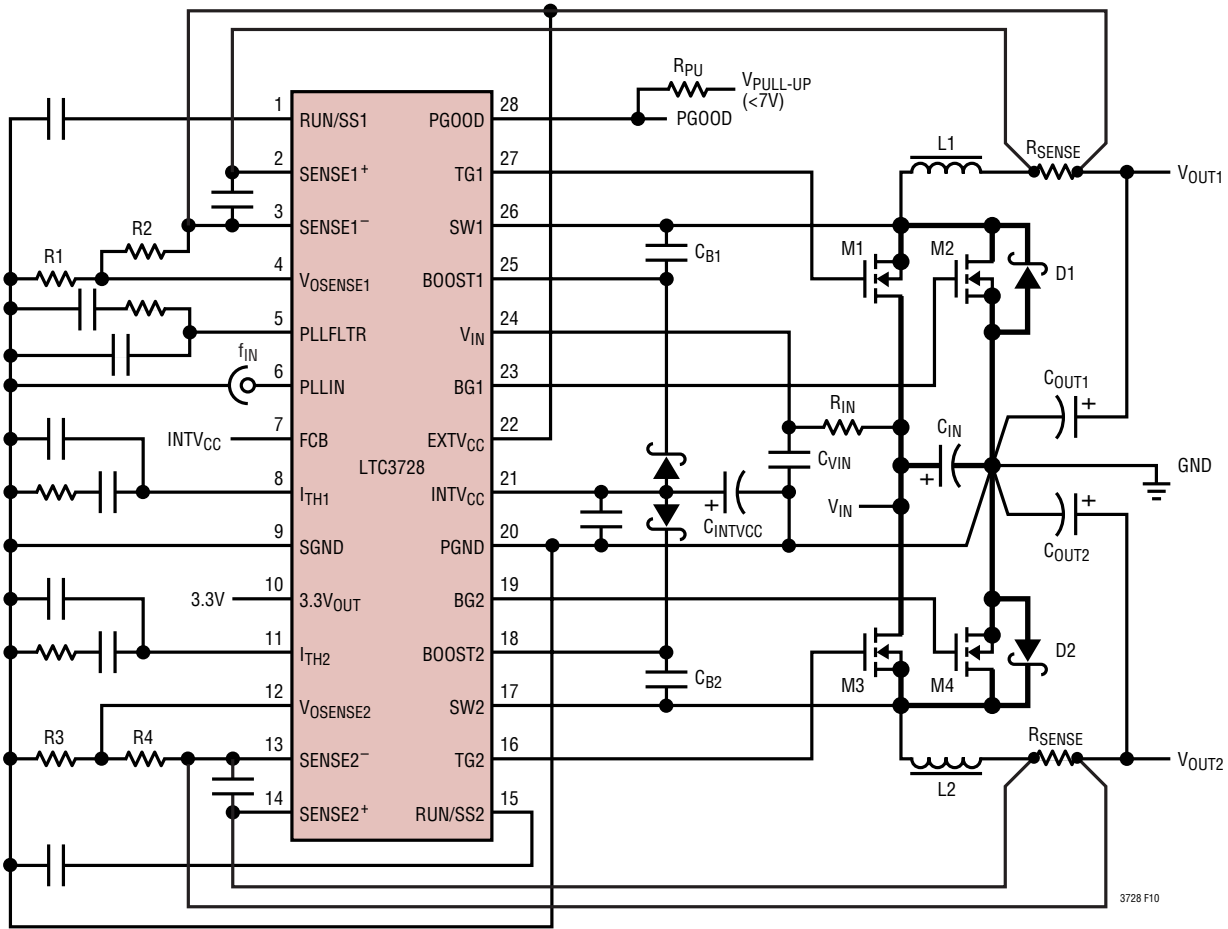 RPU
VPULL-UP
(<7V)
PGOOD
1
RUN/SS1
PGOOD
28
2
SENSE1+
TG1
27
3
SENSE1–
SW1
26
4
VOSENSE1
BOOST1
25
5
PLLFLTR
VIN
24
6
PLLIN
BG1
23
7
FCB
EXTVCC
22
8
ITH1
INTVCC
21
9
SGND
PGND
20
10
3.3VOUT
BG2
19
11
ITH2
BOOST2
18
12
VOSENSE2
SW2
17
13
SENSE2–
TG2
16
14
SENSE2+
RUN/SS2
15
LTC3728
R1
R2
fIN
INTVCC
3.3V
R3
R4
L1
RSENSE
VOUT1
CB1
M1
M2
D1
COUT1
+
RIN
CIN
+
CVIN
GND
VIN
+
CINTVCC
+
COUT2
M3
M4
D2
CB2
RSENSE
VOUT2
L2
3728 F10